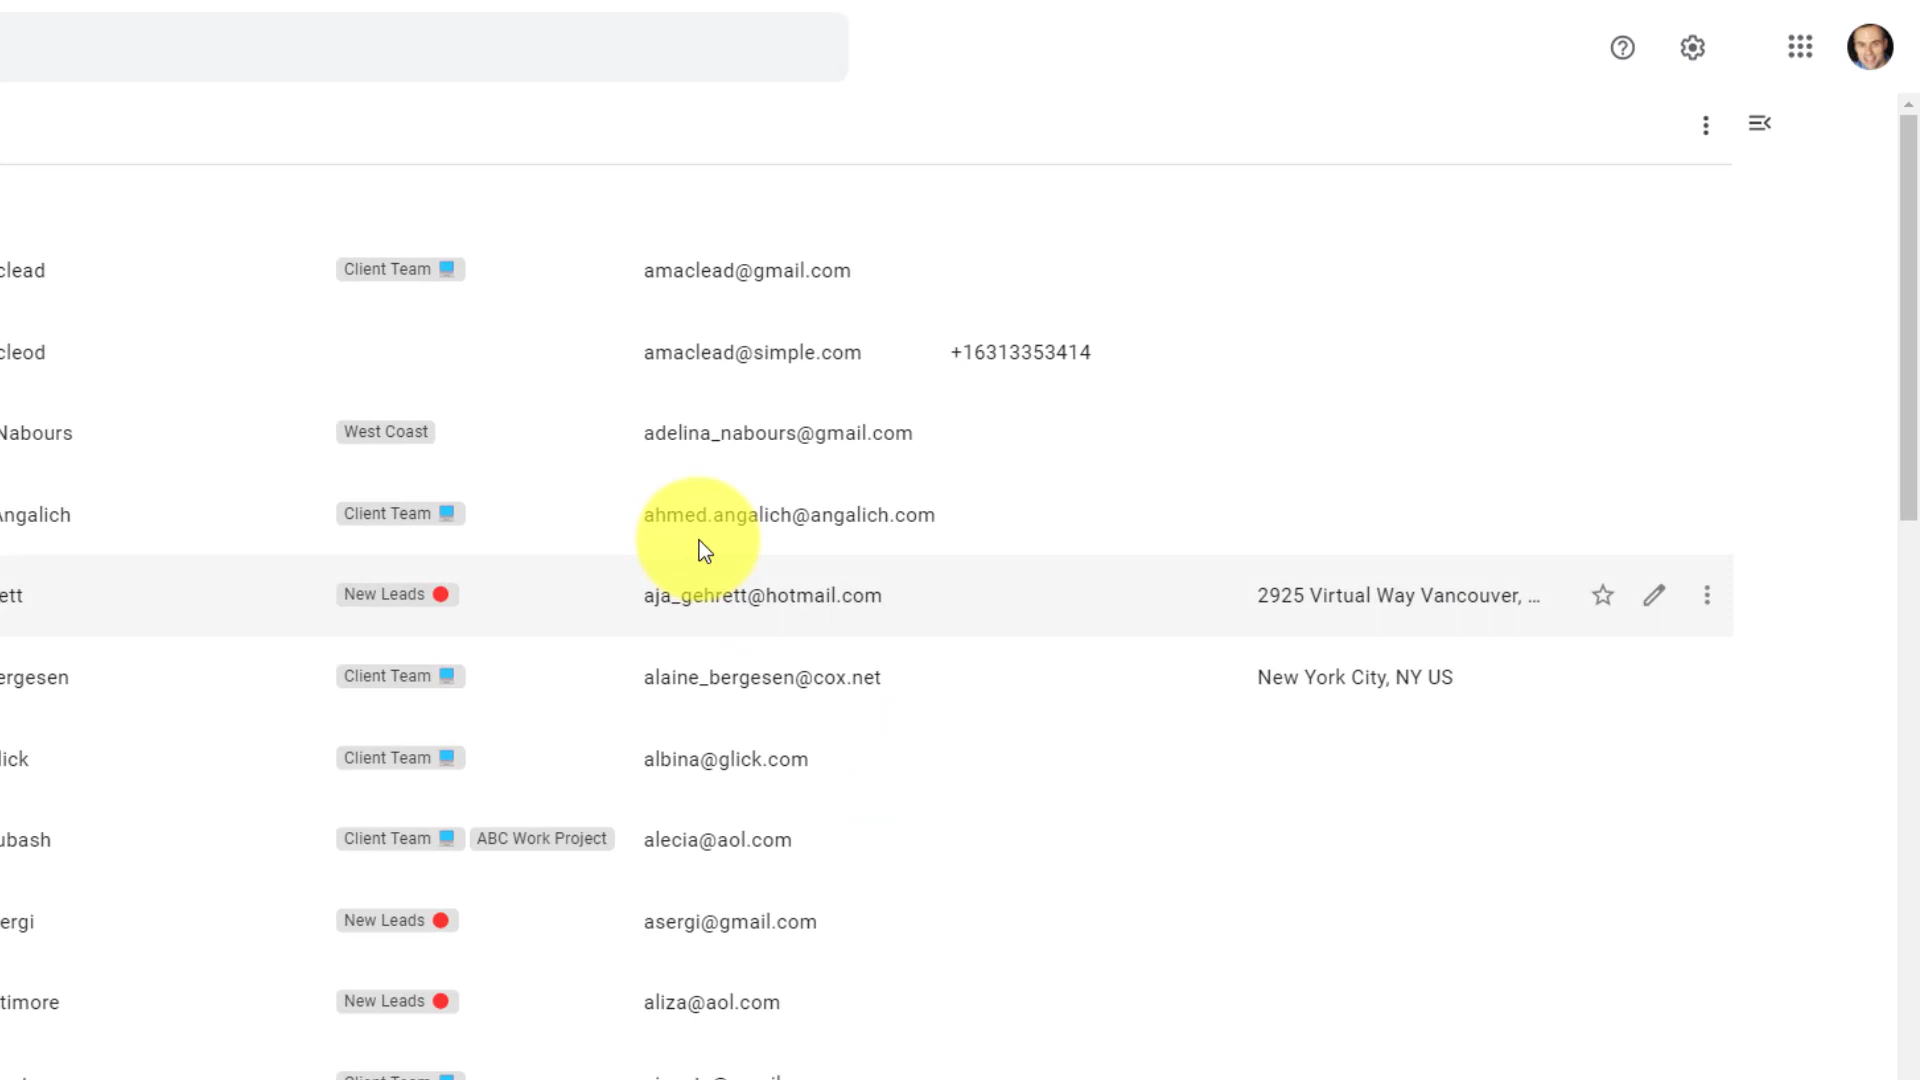 clead Client Team amaclead@gmail.com
cleod amaclead@simple.com +16313353414
Nabours West Coast adelina_nabours@gmail.com
Angalich Client Team ahmed.angalich@angalich.com
ett New Leads aja_gehrett@hotmail.com 2925 Virtual Way Vancouver, ...
ergesen Client Team alaine_bergesen@cox.net New York City, NY US
lick Client Team albina@glick.com
ubash Client Team ABC Work Project alecia@aol.com
ergi New Leads asergi@gmail.com
timore New Leads aliza@aol.com
Client Team